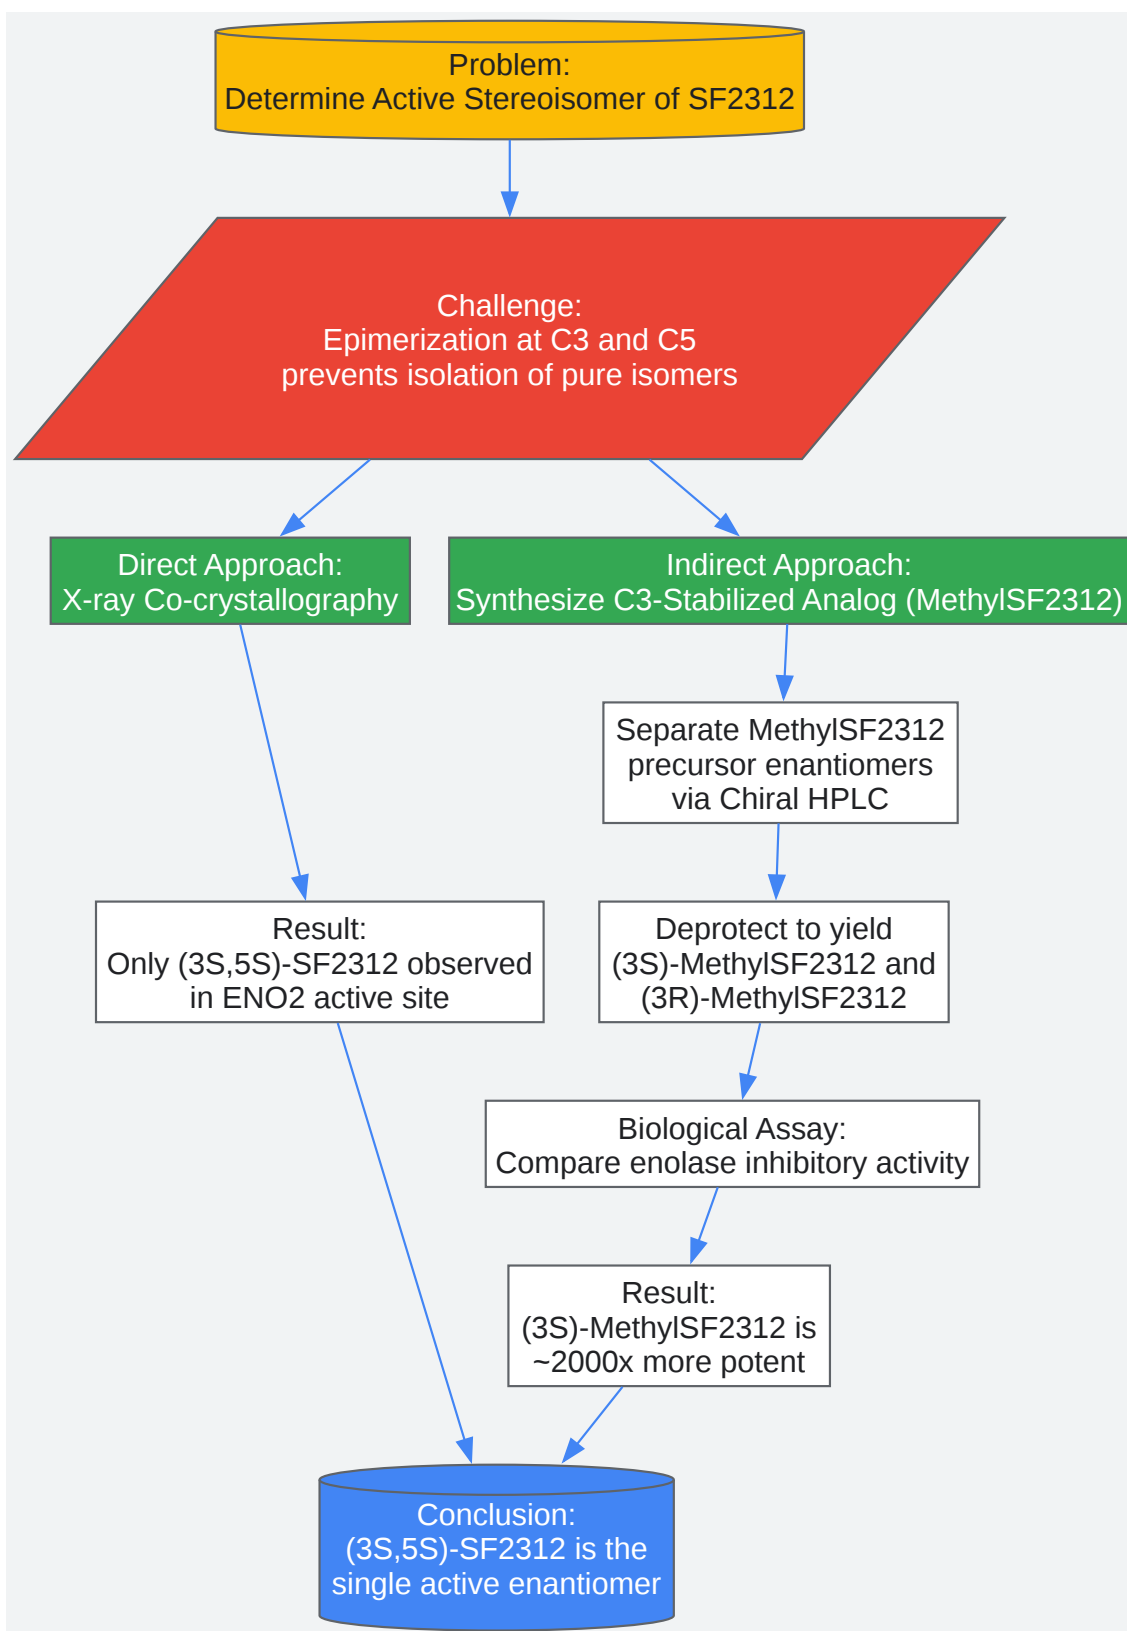 Problem:
Determine Active Stereoisomer of SF2312
Challenge:
Epimerization at C3 and C5
prevents isolation of pure isomers
Direct Approach:
X-ray Co-crystallography
Indirect Approach:
Synthesize C3-Stabilized Analog (MethylSF2312)
Separate MethylSF2312
precursor enantiomers
via Chiral HPLC
Result:
Only (3S,5S)-SF2312 observed
in ENO2 active site
Deprotect to yield
(3S)-MethylSF2312 and
(3R)-MethylSF2312
Biological Assay:
Compare enolase inhibitory activity
Result:
(3S)-MethylSF2312 is
~2000x more potent
Conclusion:
(3S,5S)-SF2312 is the
single active enantiomer